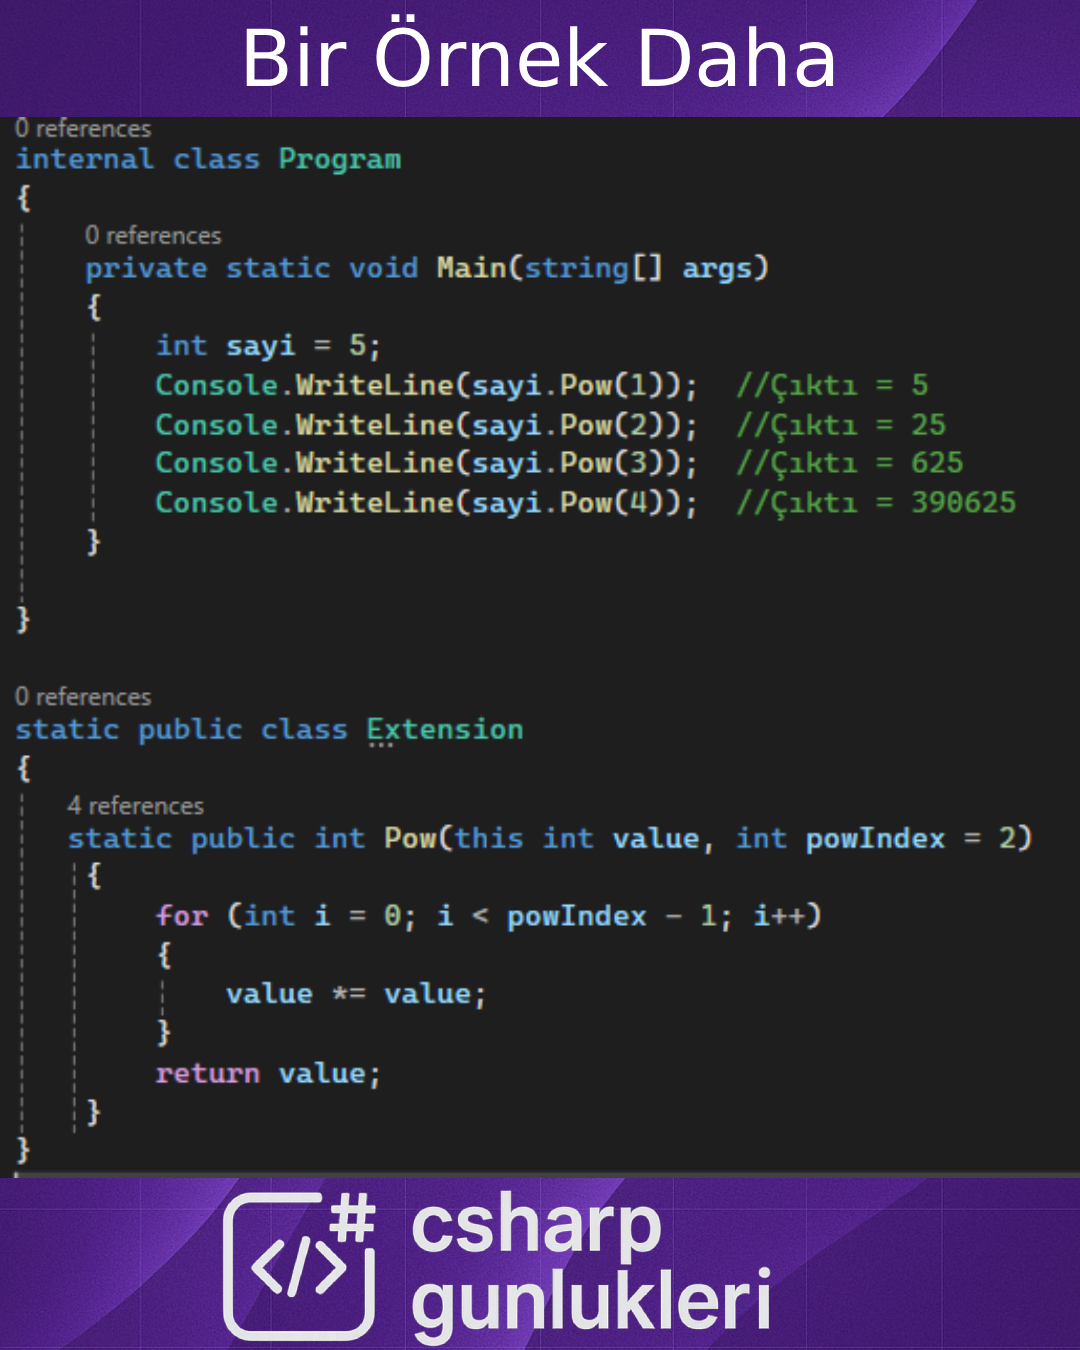 Bir Örnek Daha
0 references
internal class Program
{
0 references
private static void Main(string[] args)
{
int sayi = 5;
Console.WriteLine(sayi.Pow(1));  //Çıktı = 5
Console.WriteLine(sayi.Pow(2));  //Çıktı = 25
Console.WriteLine(sayi.Pow(3));  //Çıktı = 625
Console.WriteLine(sayi.Pow(4));  //Çıktı = 390625
}
}
0 references
static public class Extension
{
4 references
static public int Pow(this int value, int powIndex = 2)
{
for (int i = 0; i < powIndex - 1; i++)
{
value *= value;
}
return value;
}
}
</> #
csharp
gunlukleri